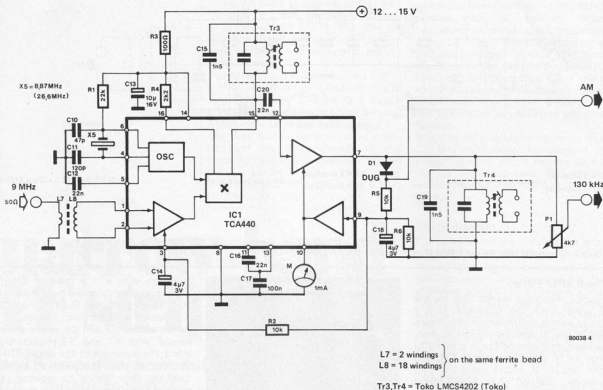 12 ... 15 V
R3
100Ω
Tr3
C15
1n5
X5 = 8,87MHz
(26,6MHz)
R1
22k
C13
10µ
16V
R4
2k2
C20
22n
16
14
15
12
C10
47p
X5
C11
120p
C12
22n
6
4
5
OSC
X
IC1
TCA440
7
AM
D1
DUG
R5
10k
9
C19
1n5
Tr4
130 kHz
P1
4k7
9 MHz
50Ω
L7
L8
1
2
3
8
11
13
10
C16
22n
C17
100n
C14
4µ7
3V
M
1mA
C18
4µ7
3V
R6
10k
R2
10k
80038 4
L7 = 2 windings
L8 = 18 windings
on the same ferrite bead
Tr3,Tr4 = Toko LMCS4202 (Toko)